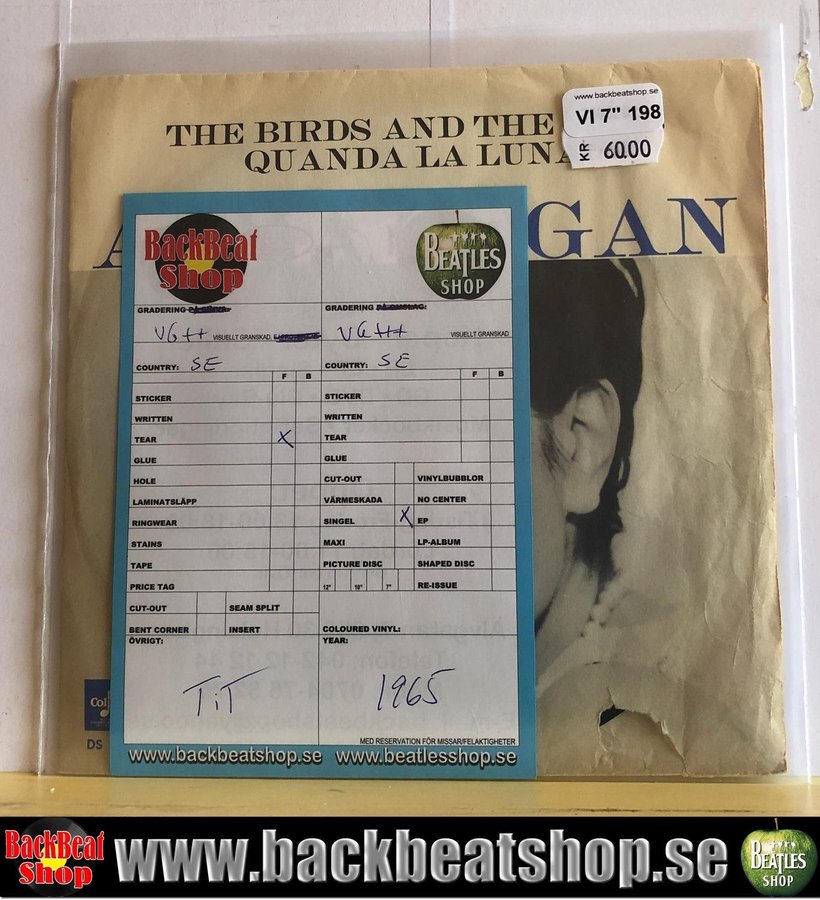 www.backbeatshop.se
VI 7" 198
KR 60.00
THE BIRDS AND THE
QUANDA LA LUNA
A GAN
BackBeat
Shop
BEATLES
SHOP
GRADERING
VG++ VISUELLT GRANSKAD.
COUNTRY: SE
F B
STICKER
WRITTEN
TEAR X
GLUE
HOLE
LAMINATSLÄPP
RINGWEAR
STAINS
TAPE
PRICE TAG
CUT-OUT SEAM SPLIT
BENT CORNER INSERT
ÖVRIGT:
TiT
GRADERING PÅ OMSLAG:
VG++ VISUELLT GRANSKAD
COUNTRY: SE
F B
STICKER
WRITTEN
TEAR
GLUE
CUT-OUT VINYLBUBBLOR
VÄRMESKADA NO CENTER
SINGEL X EP
MAXI LP-ALBUM
PICTURE DISC SHAPED DISC
12" 10" 7" RE-ISSUE
COLOURED VINYL:
YEAR:
1965
MED RESERVATION FÖR MISSAR/FELAKTIGHETER
www.backbeatshop.se www.beatlesshop.se
Col
DS
BackBeat
Shop
www.backbeatshop.se
BEATLES
SHOP